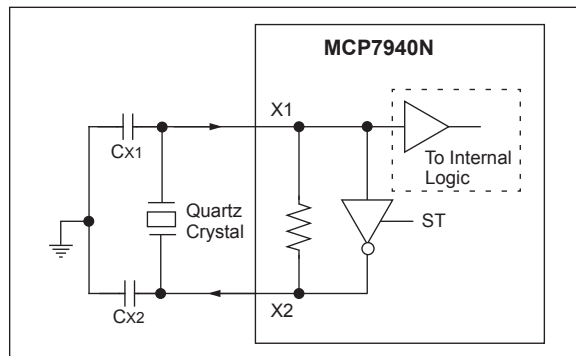 MCP7940N
X1
CX1
To Internal
Logic
Quartz
Crystal
ST
X2
CX2